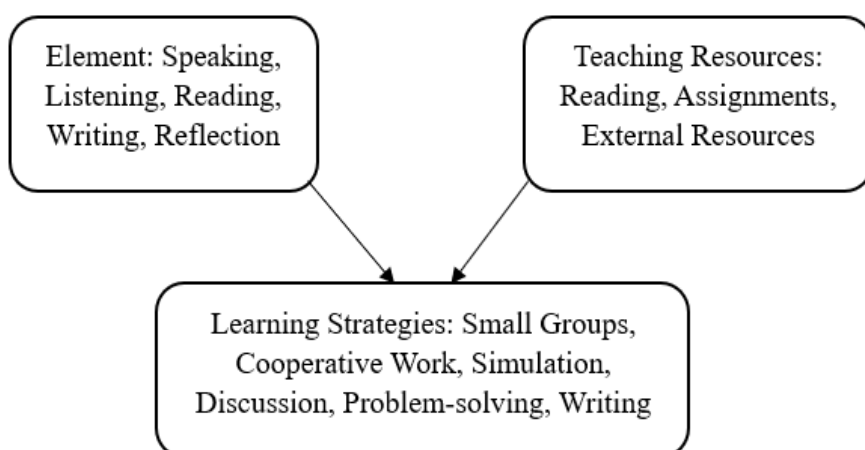 Element: Speaking,
Listening, Reading,
Writing, Reflection
Teaching Resources:
Reading, Assignments,
External Resources
Learning Strategies: Small Groups,
Cooperative Work, Simulation,
Discussion, Problem-solving, Writing